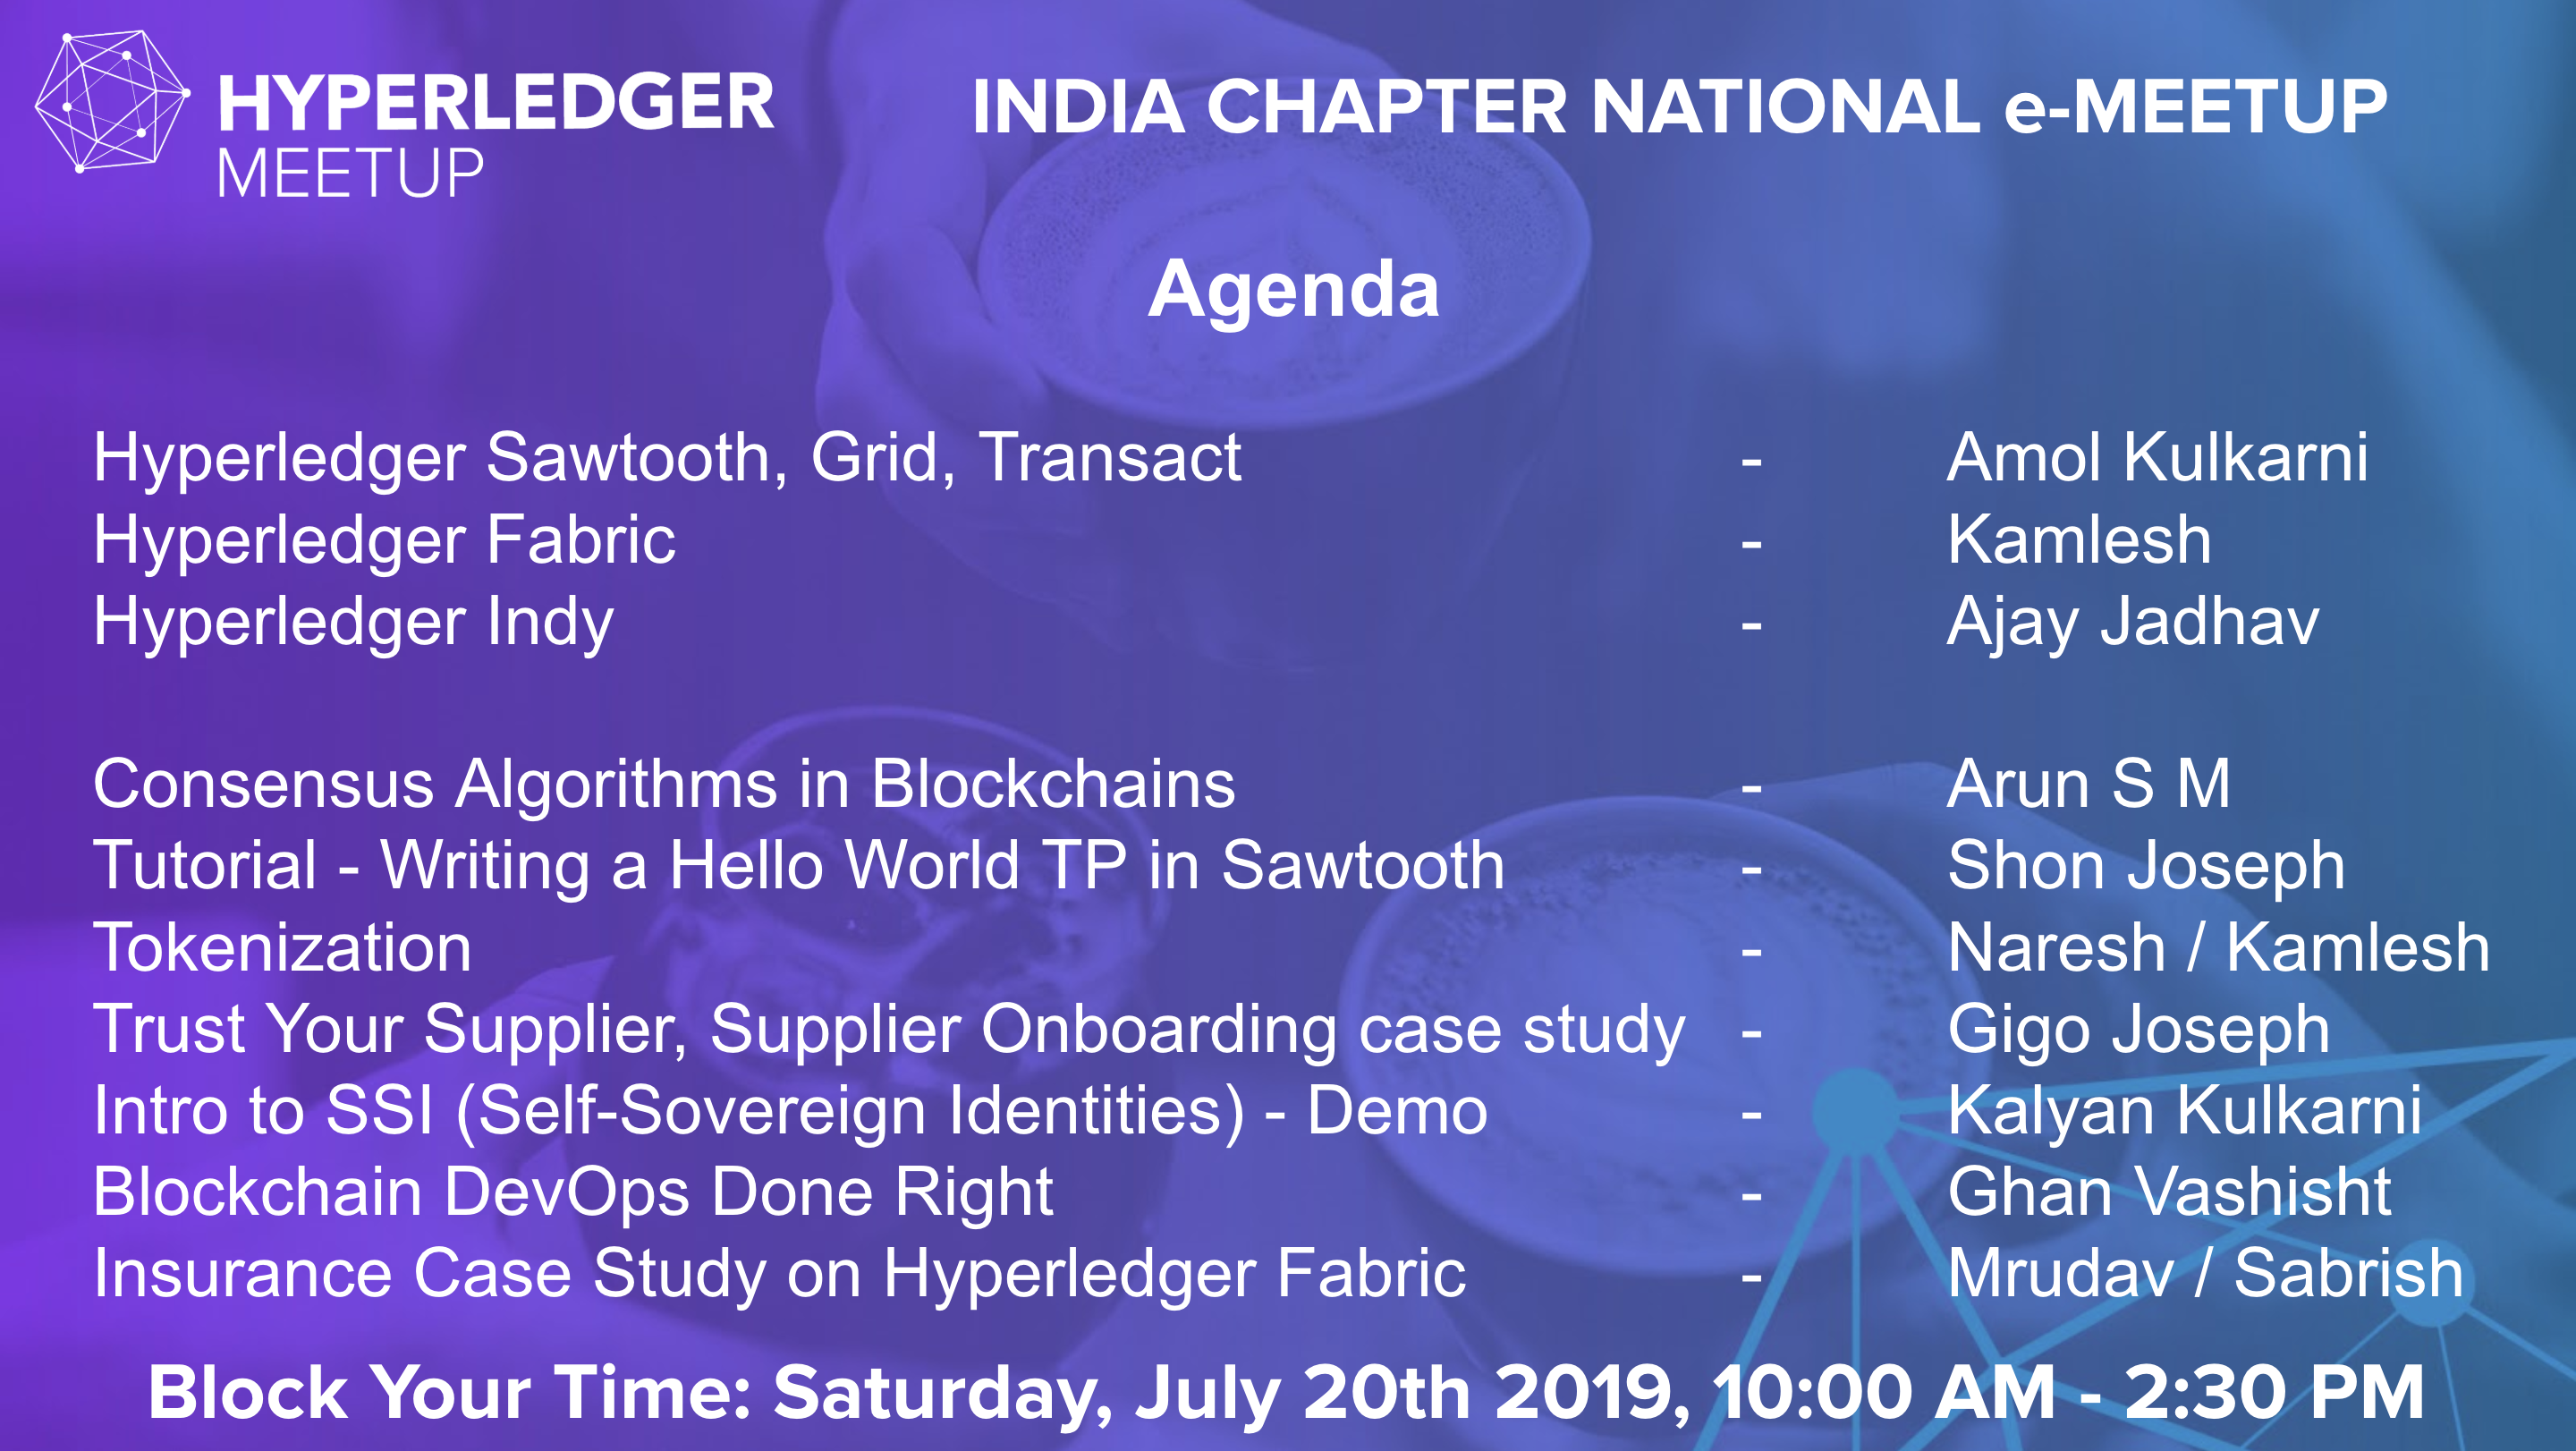 HYPERLEDGER
MEETUP
INDIA CHAPTER NATIONAL e-MEETUP
Agenda
Hyperledger Sawtooth, Grid, Transact - Amol Kulkarni
Hyperledger Fabric - Kamlesh
Hyperledger Indy - Ajay Jadhav
Consensus Algorithms in Blockchains - Arun S M
Tutorial - Writing a Hello World TP in Sawtooth - Shon Joseph
Tokenization - Naresh / Kamlesh
Trust Your Supplier, Supplier Onboarding case study - Gigo Joseph
Intro to SSI (Self-Sovereign Identities) - Demo - Kalyan Kulkarni
Blockchain DevOps Done Right - Ghan Vashisht
Insurance Case Study on Hyperledger Fabric - Mrudav / Sabrish
Block Your Time: Saturday, July 20th 2019, 10:00 AM - 2:30 PM